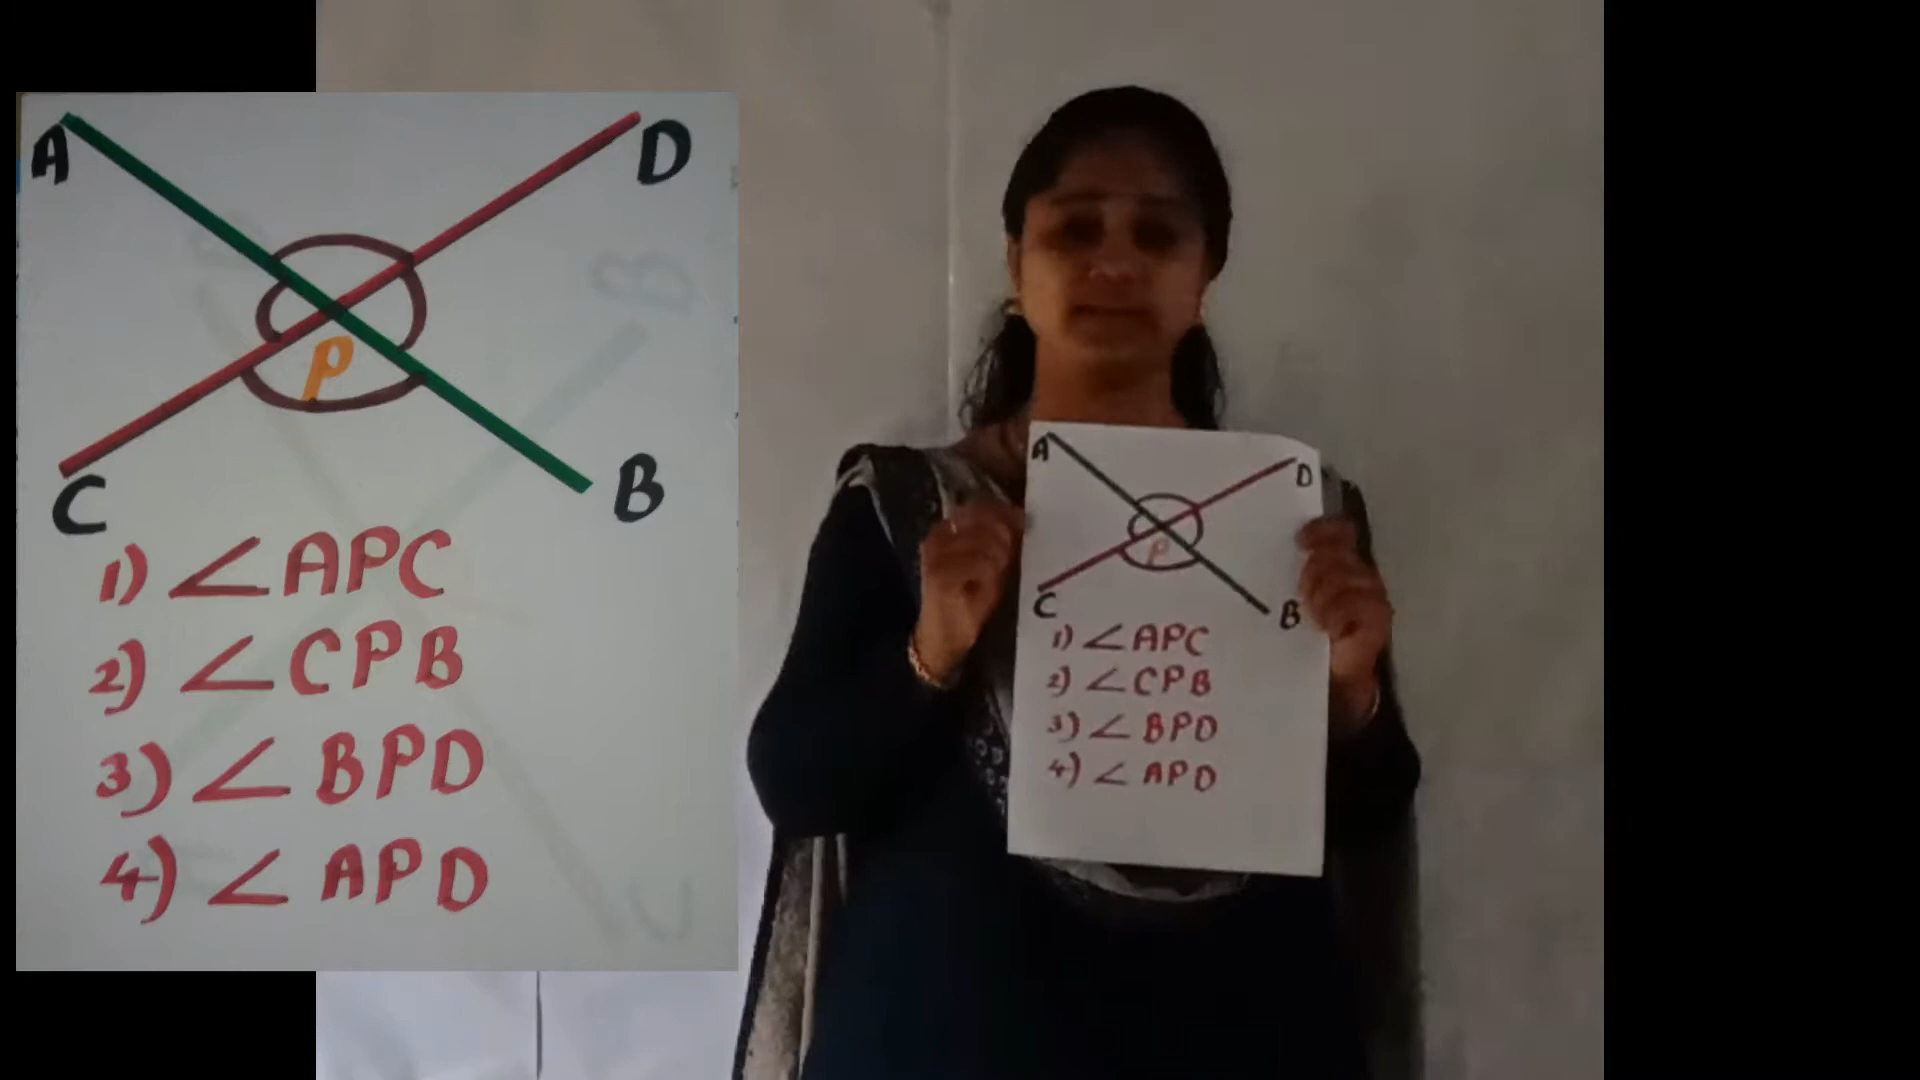 A D
P
C B
1) ∠APC
2) ∠CPB
3) ∠BPD
4) ∠APD
A D
P
C B
1) ∠APC
2) ∠CPB
3) ∠BPD
4) ∠APD